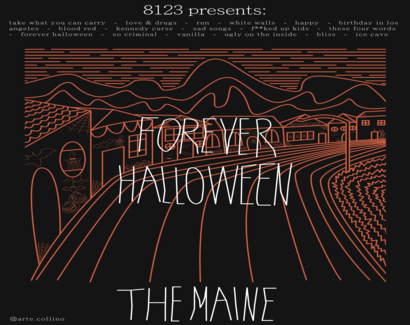 8123 presents:
take what you can carry - love & drugs - run - white walls - happy - birthday in los
angeles - blood red - kennedy curse - sad songs - f**ked up kids - these four words
- forever halloween - so criminal - vanilla - ugly on the inside - bliss - ice cave
FOREVER
HALLOWEEN
THE MAINE
@arte.collino